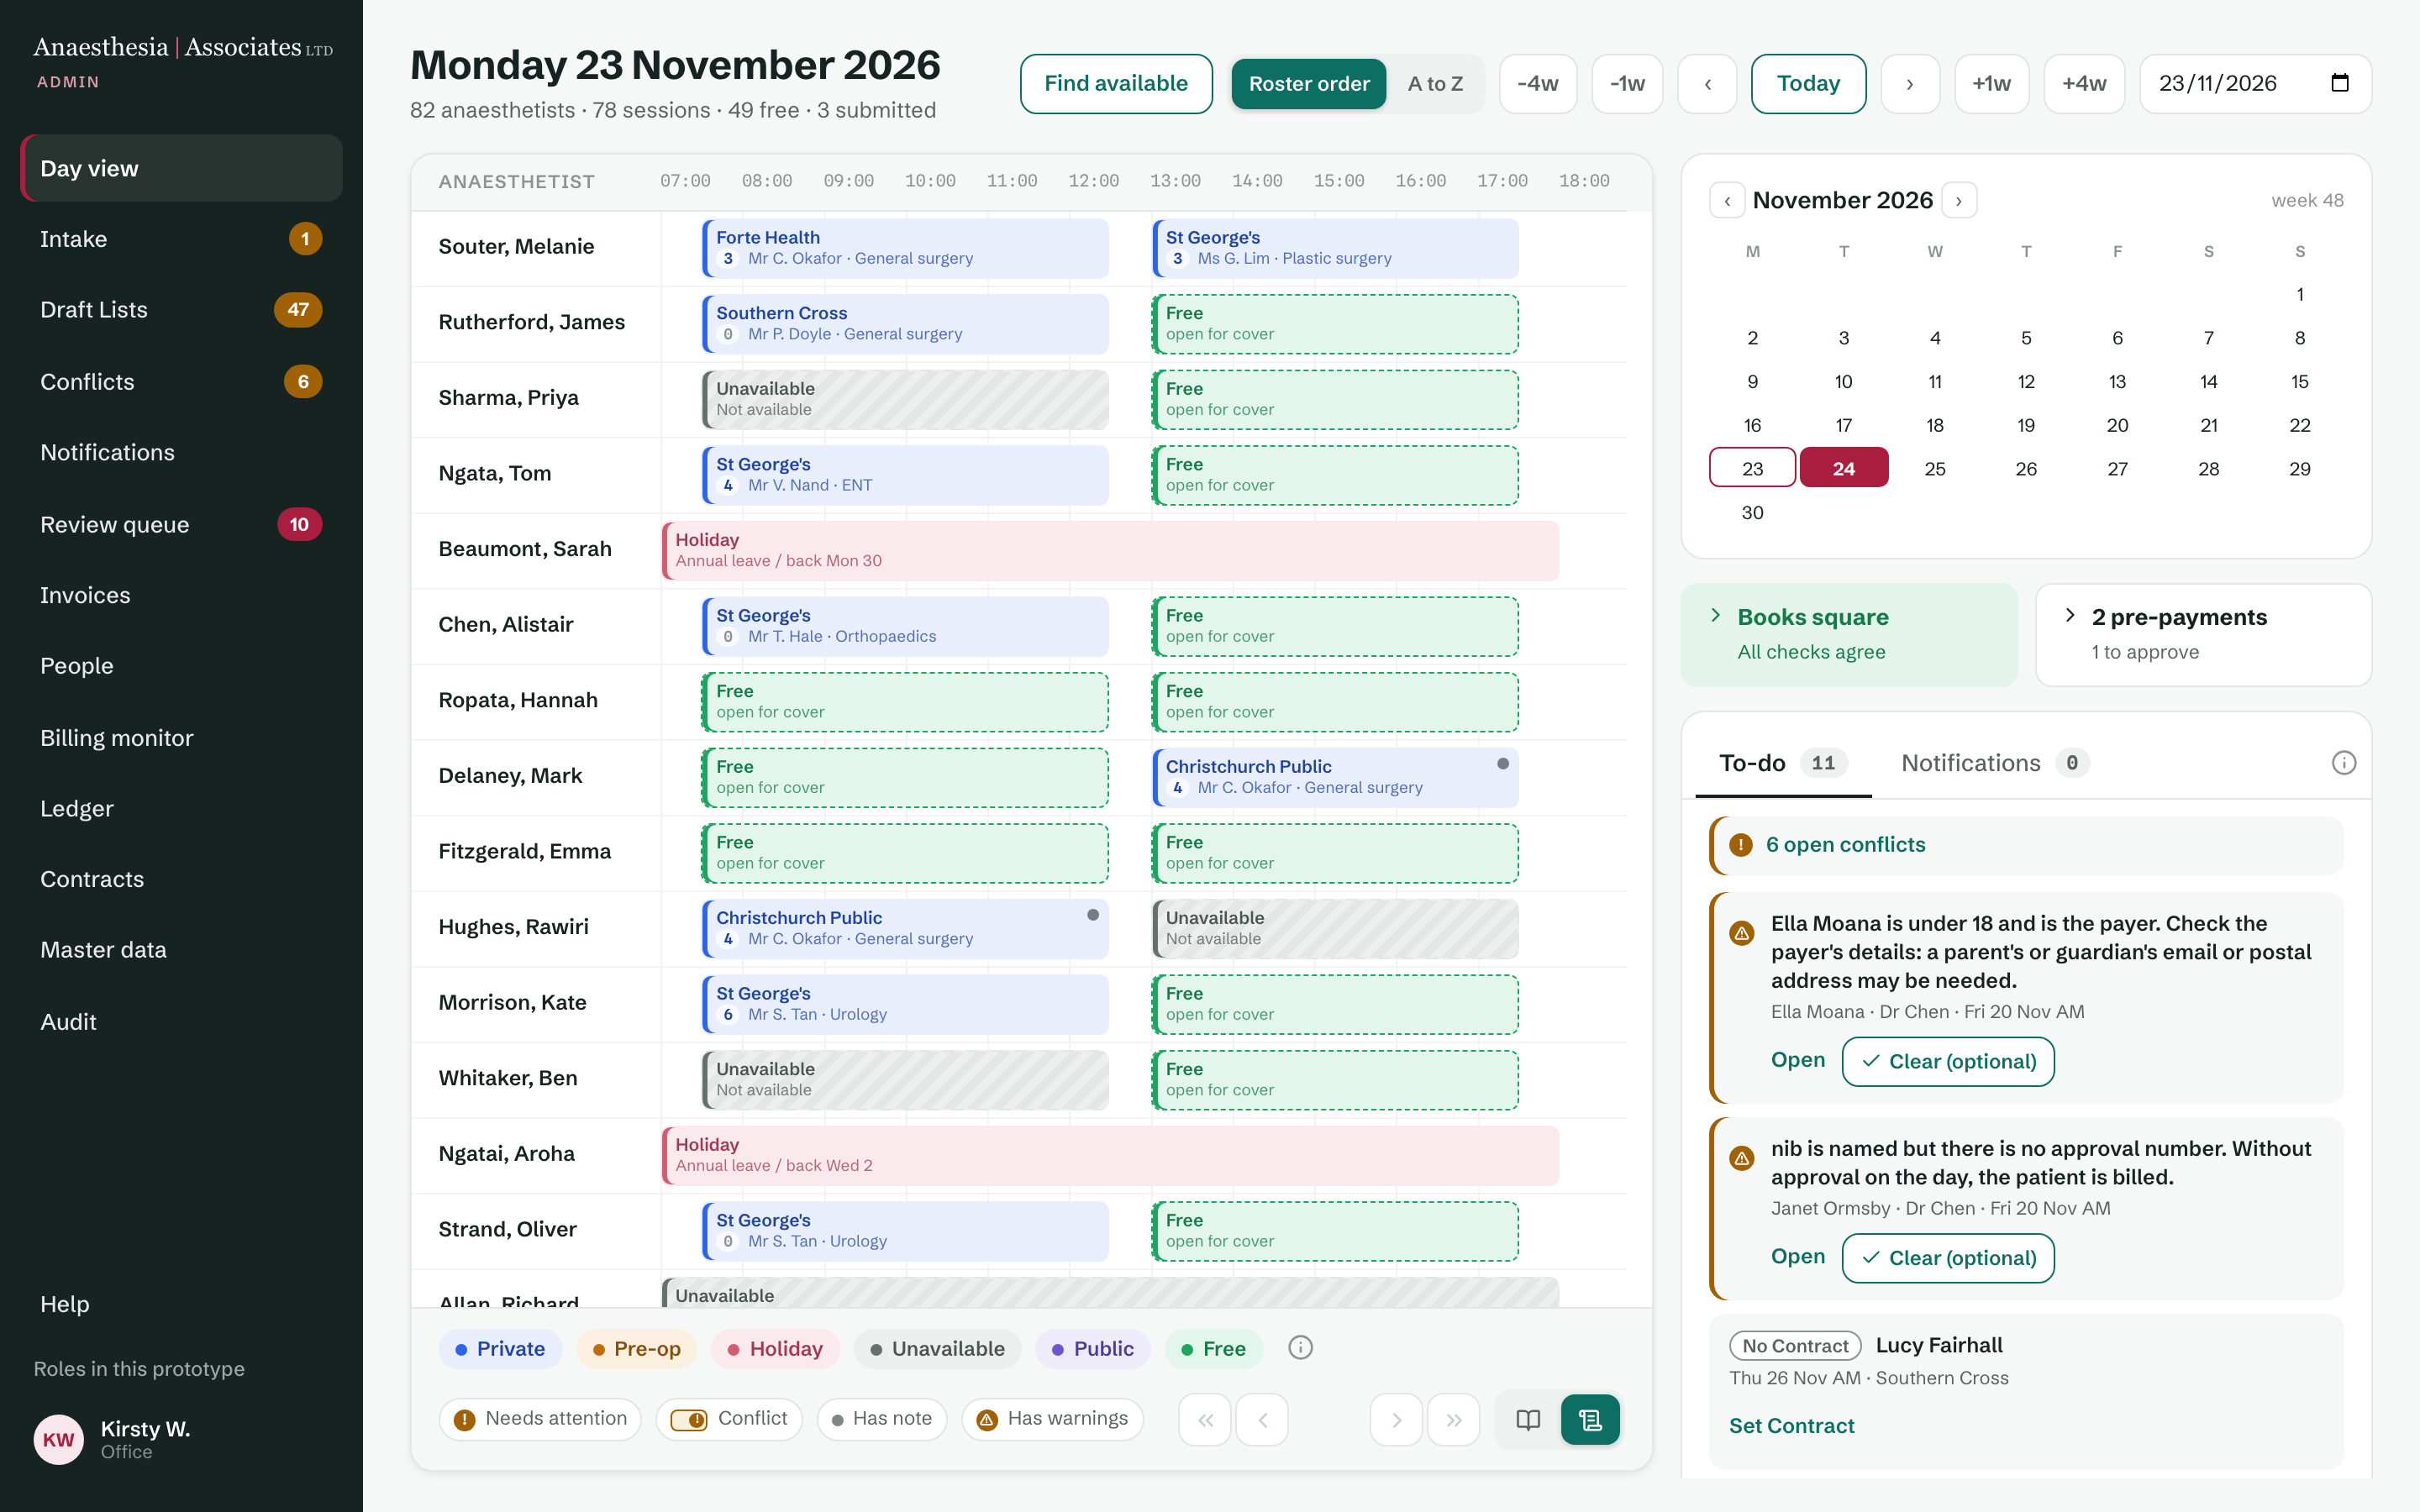 Anaesthesia | Associates LTD
ADMIN
Day view
Intake 1
Draft Lists 47
Conflicts 6
Notifications
Review queue 10
Invoices
People
Billing monitor
Ledger
Contracts
Master data
Audit
Help
Roles in this prototype
KW Kirsty W.
Office
Monday 23 November 2026
82 anaesthetists · 78 sessions · 49 free · 3 submitted
Find available Roster order A to Z -4w -1w ‹ Today › +1w +4w 23/11/2026
ANAESTHETIST 07:00 08:00 09:00 10:00 11:00 12:00 13:00 14:00 15:00 16:00 17:00 18:00
Souter, Melanie
Forte Health
3 Mr C. Okafor · General surgery
St George's
3 Ms G. Lim · Plastic surgery
Rutherford, James
Southern Cross
0 Mr P. Doyle · General surgery
Free
open for cover
Sharma, Priya
Unavailable
Not available
Free
open for cover
Ngata, Tom
St George's
4 Mr V. Nand · ENT
Free
open for cover
Beaumont, Sarah
Holiday
Annual leave / back Mon 30
Chen, Alistair
St George's
0 Mr T. Hale · Orthopaedics
Free
open for cover
Ropata, Hannah
Free
open for cover
Free
open for cover
Delaney, Mark
Free
open for cover
Christchurch Public
4 Mr C. Okafor · General surgery
Fitzgerald, Emma
Free
open for cover
Free
open for cover
Hughes, Rawiri
Christchurch Public
4 Mr C. Okafor · General surgery
Unavailable
Not available
Morrison, Kate
St George's
6 Mr S. Tan · Urology
Free
open for cover
Whitaker, Ben
Unavailable
Not available
Free
open for cover
Ngatai, Aroha
Holiday
Annual leave / back Wed 2
Strand, Oliver
St George's
0 Mr S. Tan · Urology
Free
open for cover
Allan, Richard
Unavailable
Private Pre-op Holiday Unavailable Public Free
Needs attention Conflict Has note Has warnings
‹ November 2026 › week 48
M T W T F S S
1
2 3 4 5 6 7 8
9 10 11 12 13 14 15
16 17 18 19 20 21 22
23 24 25 26 27 28 29
30
Books square
All checks agree
2 pre-payments
1 to approve
To-do 11 Notifications 0
6 open conflicts
Ella Moana is under 18 and is the payer. Check the
payer's details: a parent's or guardian's email or postal
address may be needed.
Ella Moana · Dr Chen · Fri 20 Nov AM
Open Clear (optional)
nib is named but there is no approval number. Without
approval on the day, the patient is billed.
Janet Ormsby · Dr Chen · Fri 20 Nov AM
Open Clear (optional)
No Contract Lucy Fairhall
Thu 26 Nov AM · Southern Cross
Set Contract